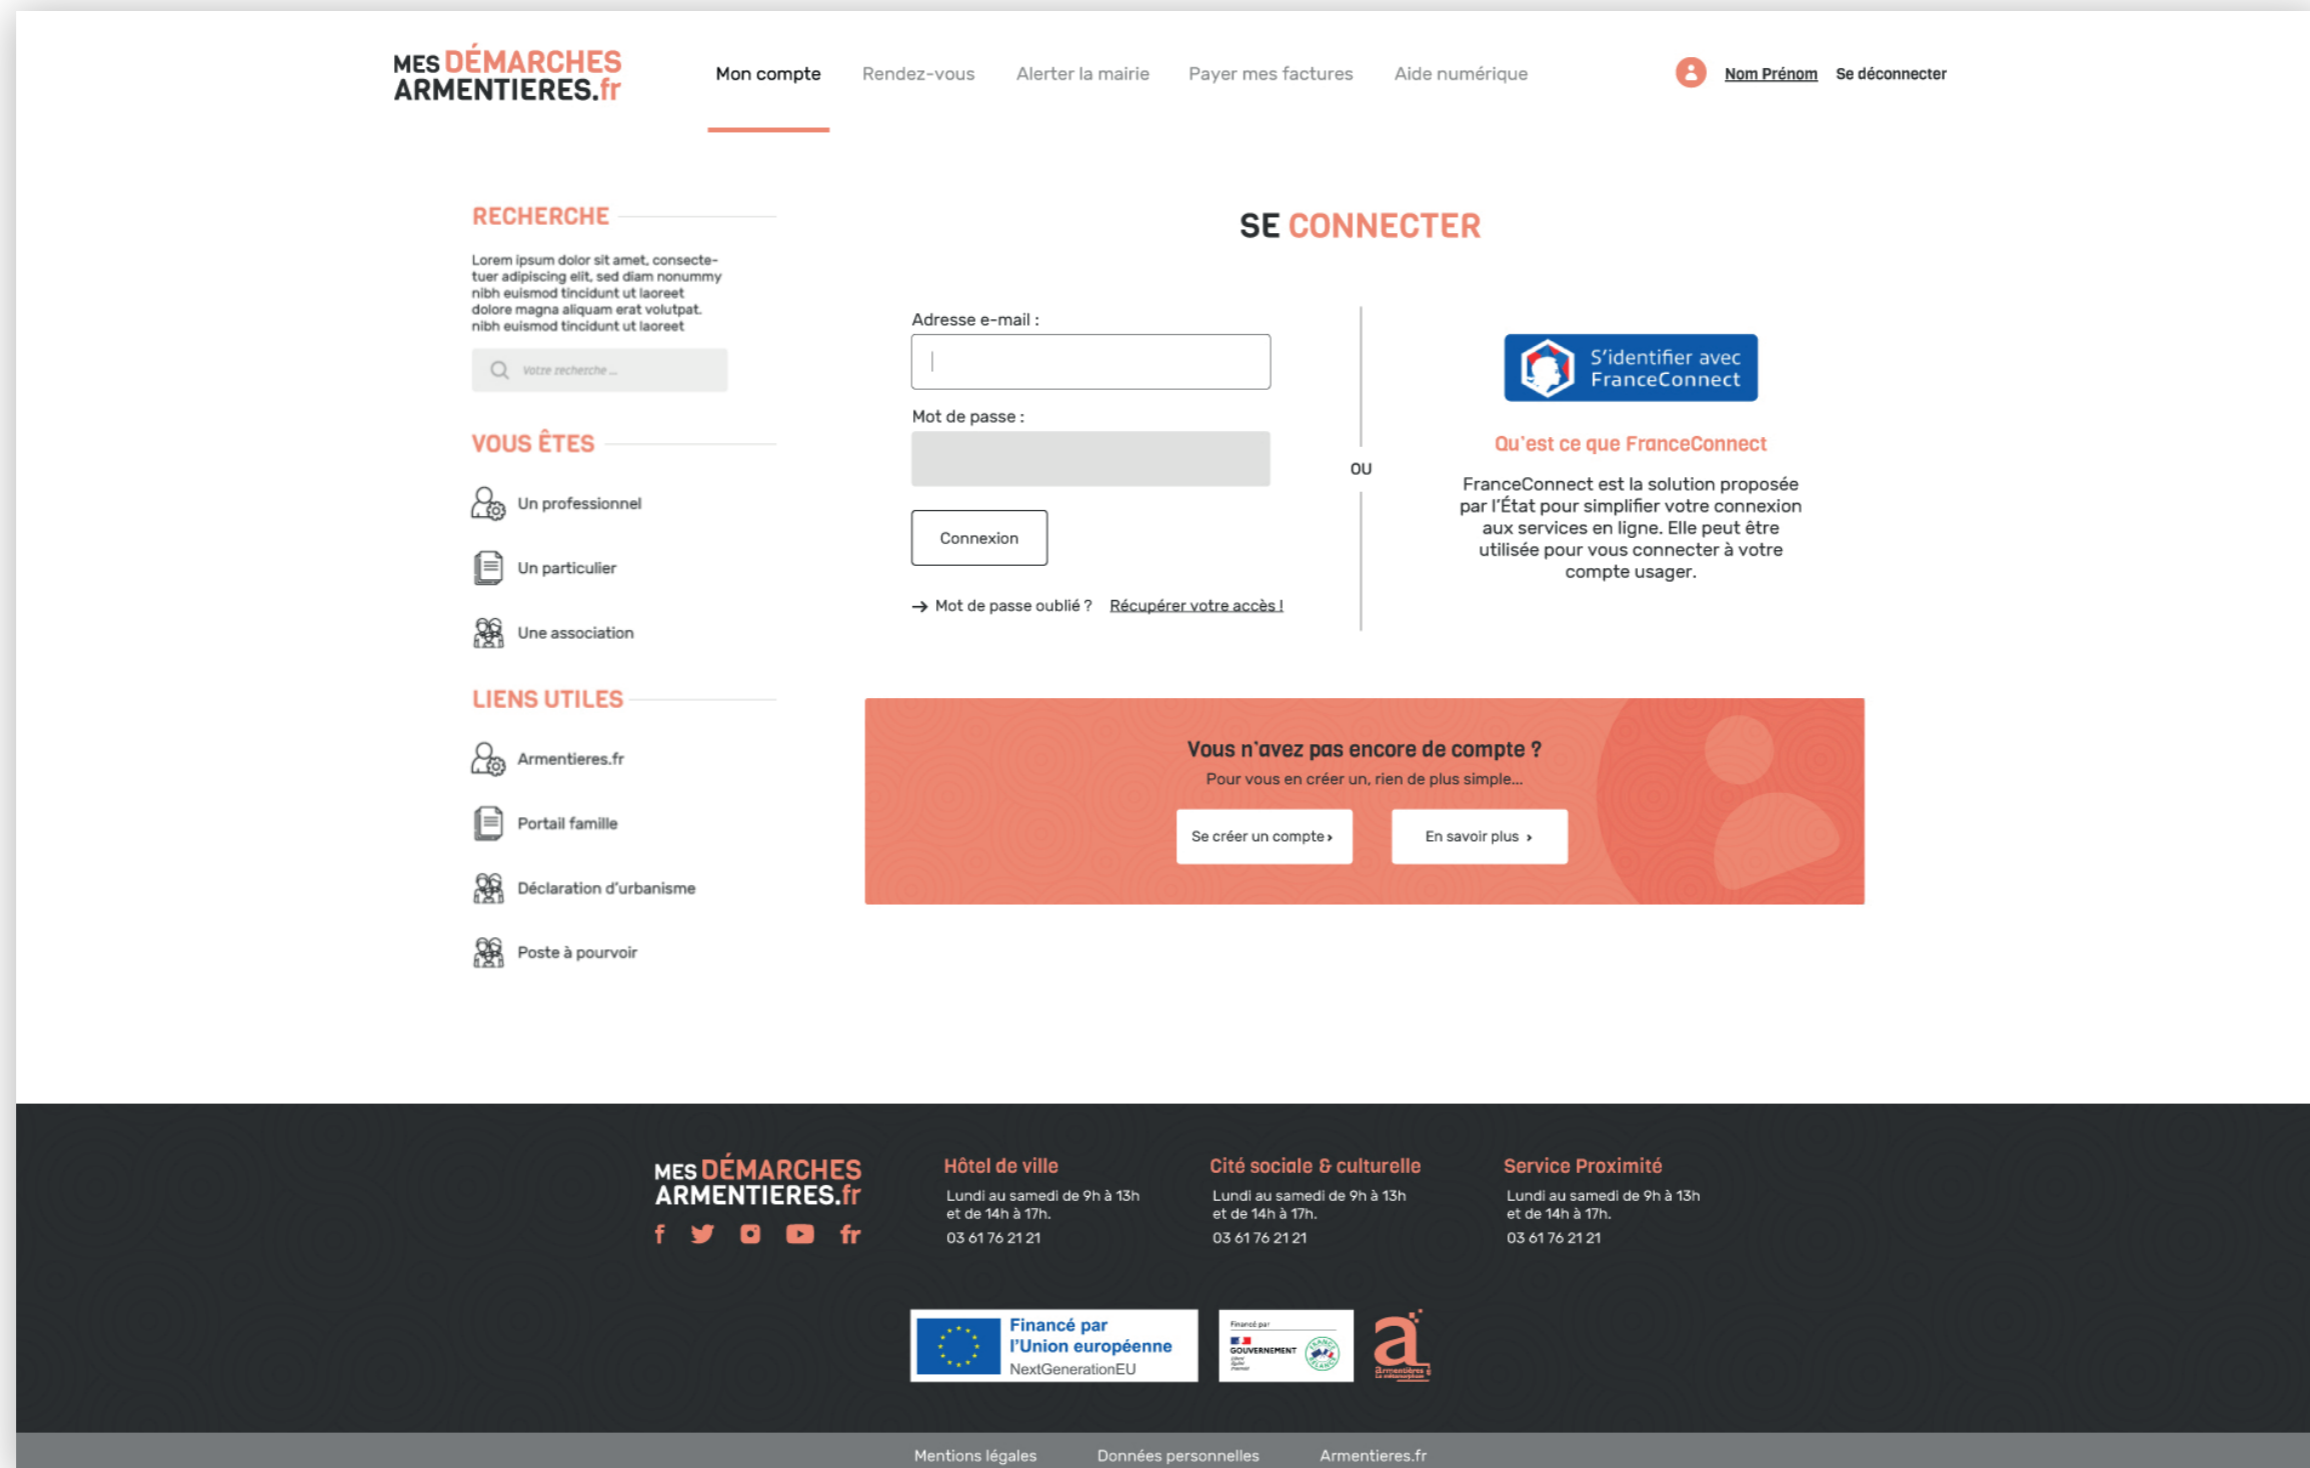 MES DÉMARCHES
ARMENTIERES.fr
Mon compte
Rendez-vous
Alerter la mairie
Payer mes factures
Aide numérique
Nom Prénom
Se déconnecter
RECHERCHE
Lorem ipsum dolor sit amet, consecte-
tuer adipiscing elit, sed diam nonummy
nibh euismod tincidunt ut laoreet
dolore magna aliquam erat volutpat.
nibh euismod tincidunt ut laoreet
Votre recherche ...
VOUS ÊTES
Un professionnel
Un particulier
Une association
LIENS UTILES
Armentieres.fr
Portail famille
Déclaration d'urbanisme
Poste à pourvoir
SE CONNECTER
Adresse e-mail :
Mot de passe :
Connexion
→ Mot de passe oublié ? Récupérer votre accès !
OU
S'identifier avec
FranceConnect
Qu'est ce que FranceConnect
FranceConnect est la solution proposée
par l'État pour simplifier votre connexion
aux services en ligne. Elle peut être
utilisée pour vous connecter à votre
compte usager.
Vous n'avez pas encore de compte ?
Pour vous en créer un, rien de plus simple...
Se créer un compte ›
En savoir plus ›
MES DÉMARCHES
ARMENTIERES.fr
f fr
Hôtel de ville
Lundi au samedi de 9h à 13h
et de 14h à 17h.
03 61 76 21 21
Cité sociale & culturelle
Lundi au samedi de 9h à 13h
et de 14h à 17h.
03 61 76 21 21
Service Proximité
Lundi au samedi de 9h à 13h
et de 14h à 17h.
03 61 76 21 21
Financé par
l'Union européenne
NextGenerationEU
Financé par
GOUVERNEMENT
FRANCE
RELANCE
a
Armentières
Mentions légales
Données personnelles
Armentieres.fr